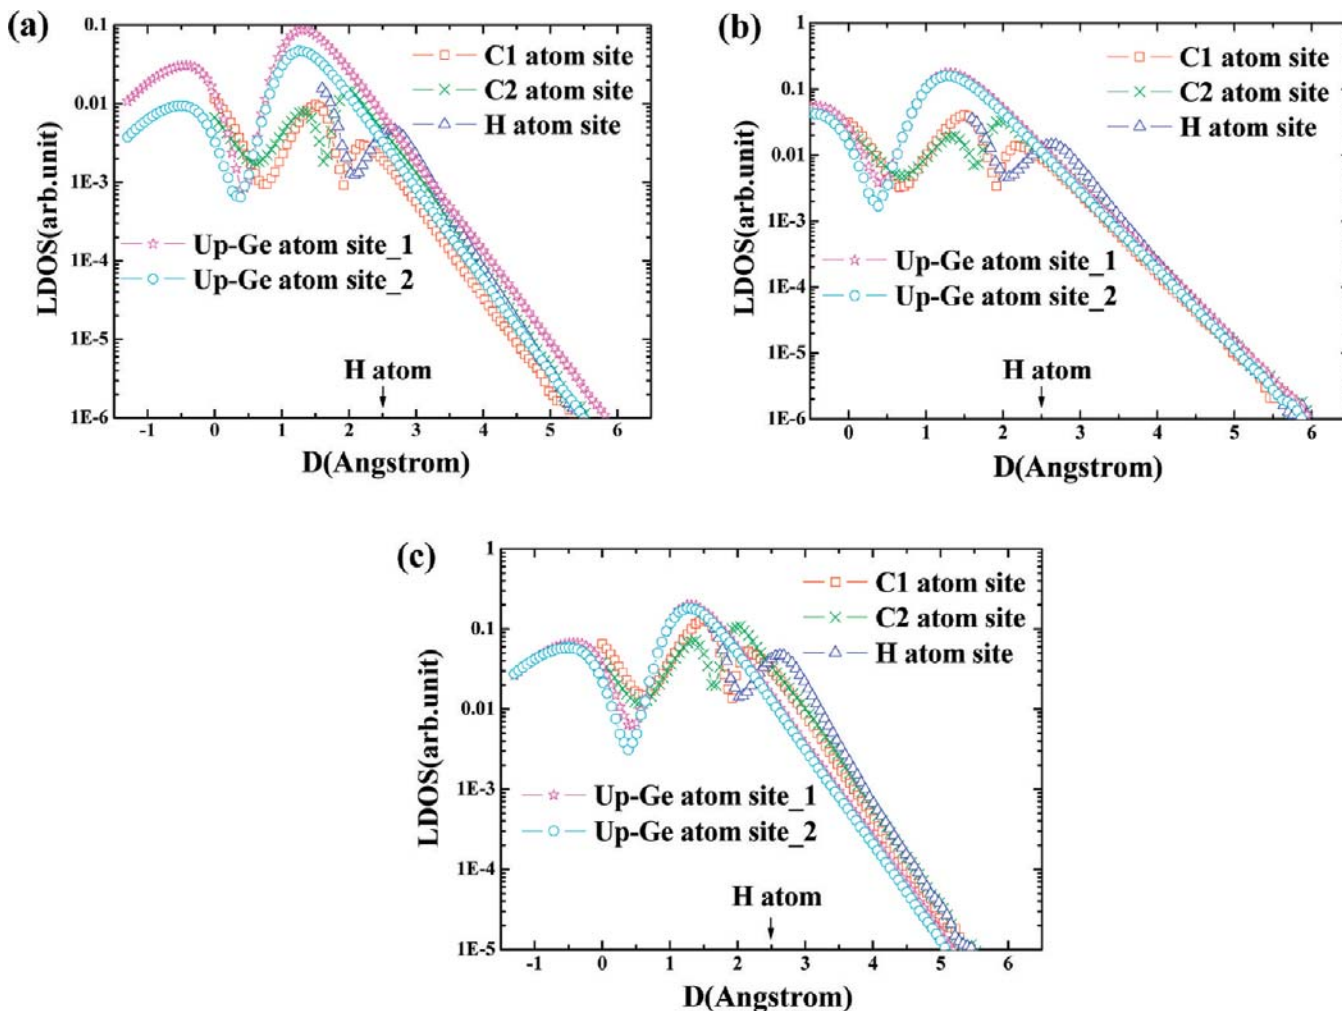 (a)
0.1
0.01
1E-3
1E-4
1E-5
1E-6
LDOS(arb.unit)
C1 atom site
C2 atom site
H atom site
Up-Ge atom site_1
Up-Ge atom site_2
H atom
-1 0 1 2 3 4 5 6
D(Angstrom)
(b)
1
0.1
0.01
1E-3
1E-4
1E-5
1E-6
LDOS(arb.unit)
C1 atom site
C2 atom site
H atom site
Up-Ge atom site_1
Up-Ge atom site_2
H atom
0 1 2 3 4 5 6
D(Angstrom)
(c)
1
0.1
0.01
1E-3
1E-4
1E-5
LDOS(arb.unit)
C1 atom site
C2 atom site
H atom site
Up-Ge atom site_1
Up-Ge atom site_2
H atom
-1 0 1 2 3 4 5 6
D(Angstrom)